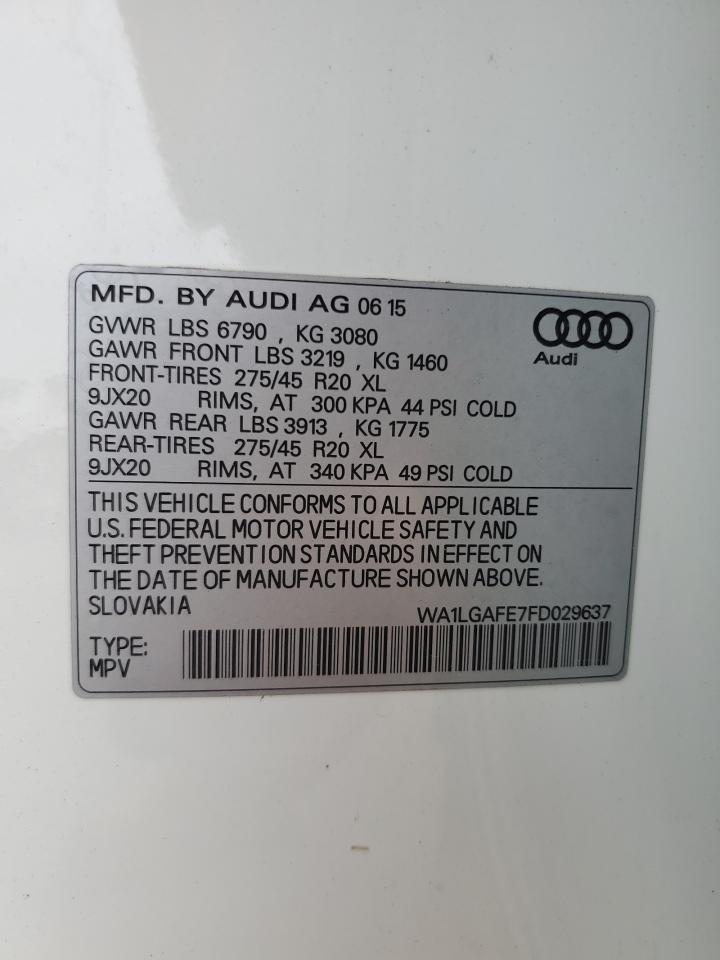 MFD. BY AUDI AG 06 15
GVWR LBS 6790 , KG 3080
GAWR FRONT LBS 3219 , KG 1460
FRONT-TIRES 275/45 R20 XL
9JX20 RIMS, AT 300 KPA 44 PSI COLD
GAWR REAR LBS 3913 , KG 1775
REAR-TIRES 275/45 R20 XL
9JX20 RIMS, AT 340 KPA 49 PSI COLD
Audi
THIS VEHICLE CONFORMS TO ALL APPLICABLE
U.S. FEDERAL MOTOR VEHICLE SAFETY AND
THEFT PREVENTION STANDARDS IN EFFECT ON
THE DATE OF MANUFACTURE SHOWN ABOVE.
SLOVAKIA WA1LGAFE7FD029637
TYPE:
MPV